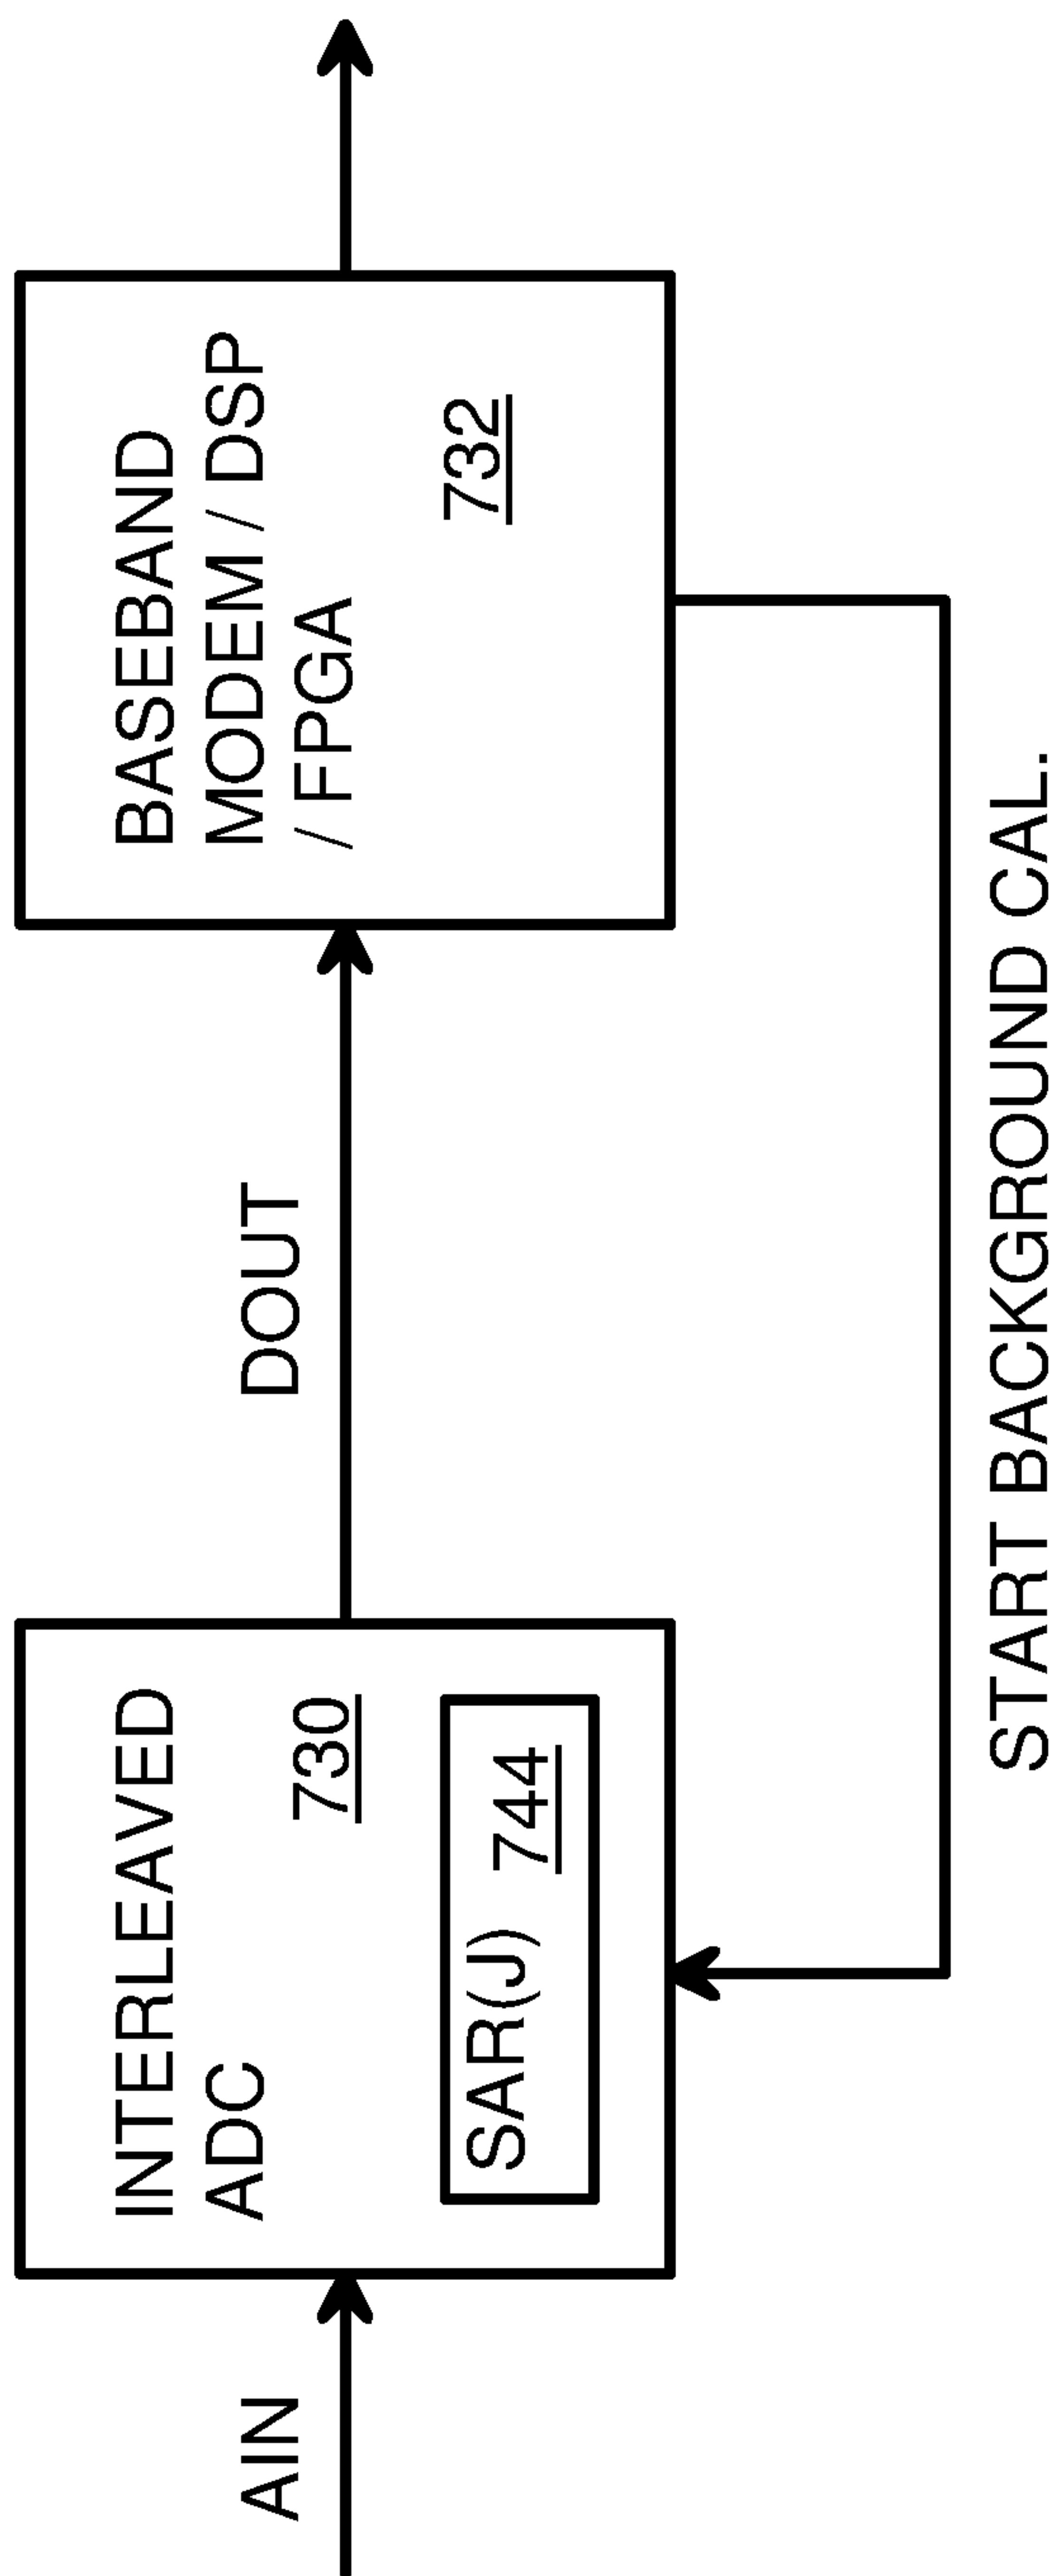 AIN
INTERLEAVED
ADC
730
SAR(J) 744
DOUT
BASEBAND
MODEM / DSP
/ FPGA
732
START BACKGROUND CAL.